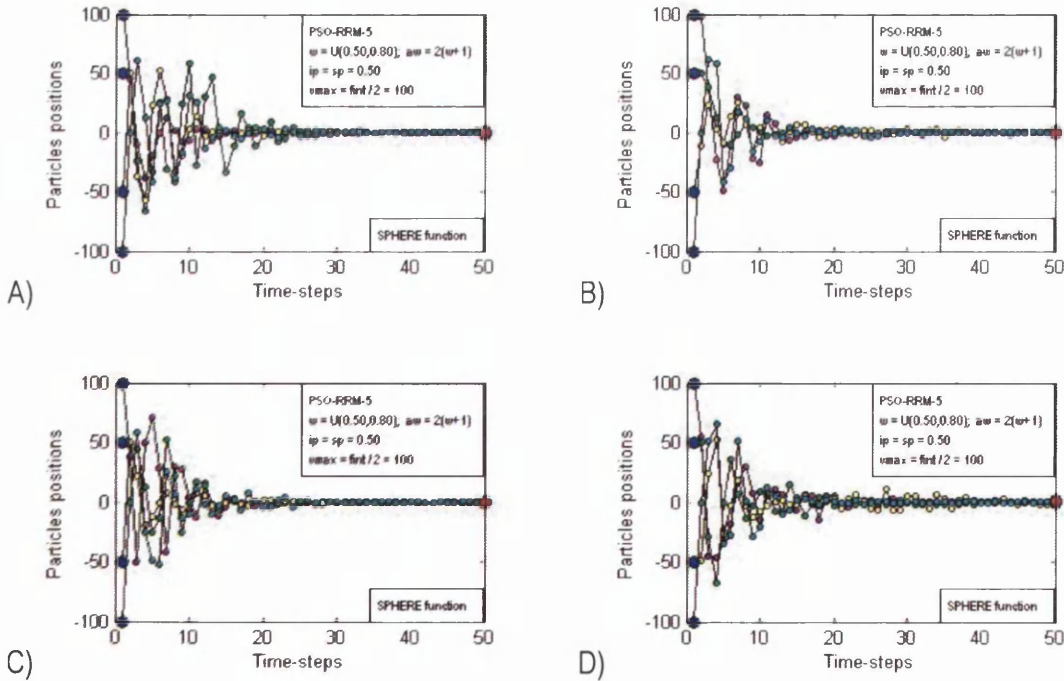 100
50
0
-50
-100
Particles positions
PSO-RRM-5
w = U(0.50,0.80); aw = 2(w+1)
ip = sp = 0.50
vmax = fint / 2 = 100
SPHERE function
0 10 20 30 40 50
Time-steps
A)
100
50
0
-50
-100
Particles positions
PSO-RRM-5
w = U(0.50,0.80); aw = 2(w+1)
ip = sp = 0.50
vmax = fint / 2 = 100
SPHERE function
0 10 20 30 40 50
Time-steps
B)
100
50
0
-50
-100
Particles positions
PSO-RRM-5
w = U(0.50,0.80); aw = 2(w+1)
ip = sp = 0.50
vmax = fint / 2 = 100
SPHERE function
0 10 20 30 40 50
Time-steps
C)
100
50
0
-50
-100
Particles positions
PSO-RRM-5
w = U(0.50,0.80); aw = 2(w+1)
ip = sp = 0.50
vmax = fint / 2 = 100
SPHERE function
0 10 20 30 40 50
Time-steps
D)